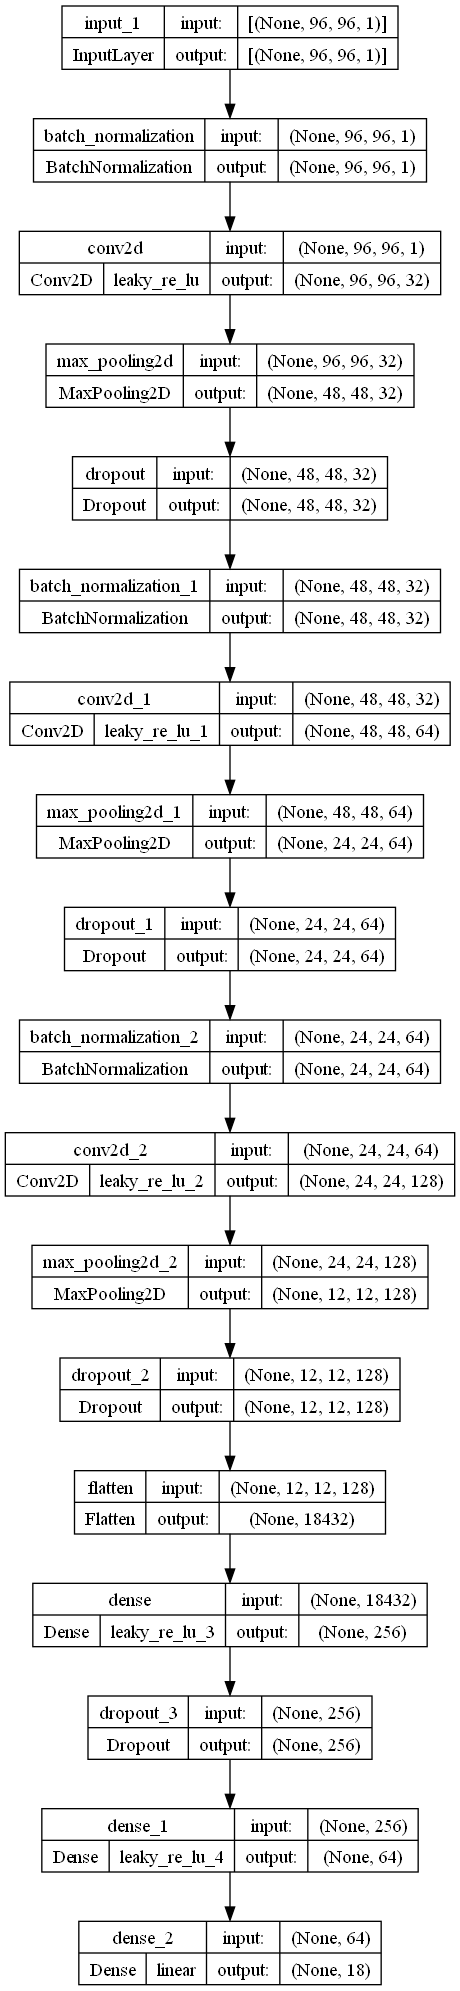 input_1 input: [(None, 96, 96, 1)]
InputLayer output: [(None, 96, 96, 1)]
batch_normalization input: (None, 96, 96, 1)
BatchNormalization output: (None, 96, 96, 1)
conv2d input: (None, 96, 96, 1)
Conv2D leaky_re_lu output: (None, 96, 96, 32)
max_pooling2d input: (None, 96, 96, 32)
MaxPooling2D output: (None, 48, 48, 32)
dropout input: (None, 48, 48, 32)
Dropout output: (None, 48, 48, 32)
batch_normalization_1 input: (None, 48, 48, 32)
BatchNormalization output: (None, 48, 48, 32)
conv2d_1 input: (None, 48, 48, 32)
Conv2D leaky_re_lu_1 output: (None, 48, 48, 64)
max_pooling2d_1 input: (None, 48, 48, 64)
MaxPooling2D output: (None, 24, 24, 64)
dropout_1 input: (None, 24, 24, 64)
Dropout output: (None, 24, 24, 64)
batch_normalization_2 input: (None, 24, 24, 64)
BatchNormalization output: (None, 24, 24, 64)
conv2d_2 input: (None, 24, 24, 64)
Conv2D leaky_re_lu_2 output: (None, 24, 24, 128)
max_pooling2d_2 input: (None, 24, 24, 128)
MaxPooling2D output: (None, 12, 12, 128)
dropout_2 input: (None, 12, 12, 128)
Dropout output: (None, 12, 12, 128)
flatten input: (None, 12, 12, 128)
Flatten output: (None, 18432)
dense input: (None, 18432)
Dense leaky_re_lu_3 output: (None, 256)
dropout_3 input: (None, 256)
Dropout output: (None, 256)
dense_1 input: (None, 256)
Dense leaky_re_lu_4 output: (None, 64)
dense_2 input: (None, 64)
Dense linear output: (None, 18)